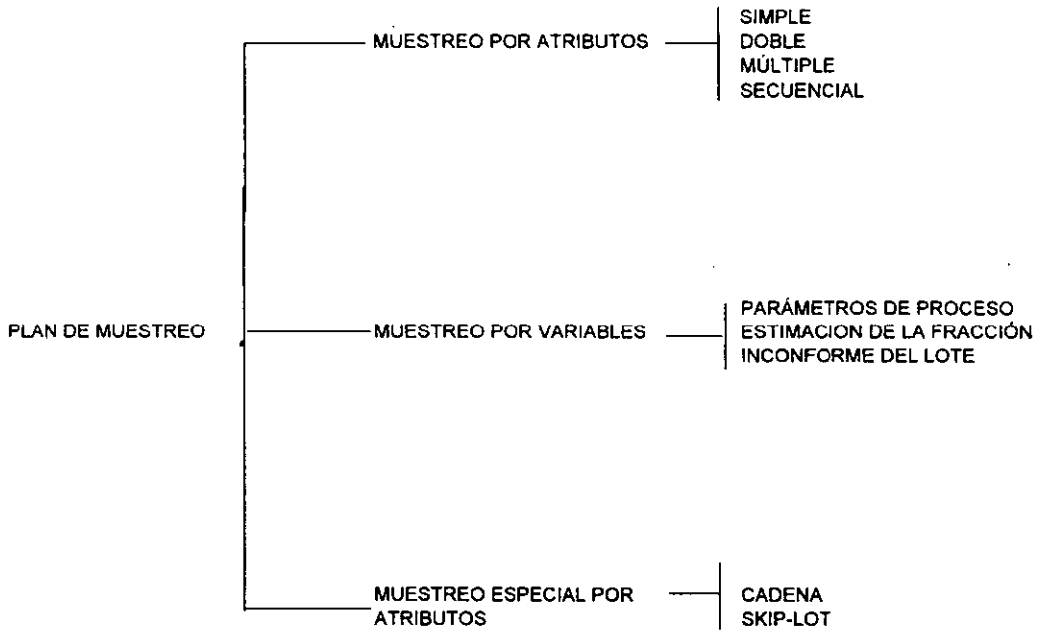 MUESTREO POR ATRIBUTOS
SIMPLE
DOBLE
MÚLTIPLE
SECUENCIAL
PLAN DE MUESTREO
MUESTREO POR VARIABLES
PARÁMETROS DE PROCESO
ESTIMACION DE LA FRACCIÓN
INCONFORME DEL LOTE
MUESTREO ESPECIAL POR
ATRIBUTOS
CADENA
SKIP-LOT